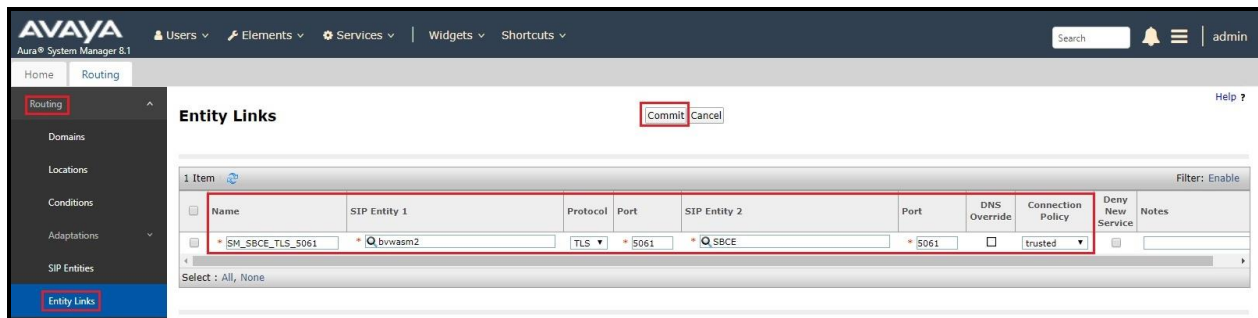 AVAYA
Aura® System Manager 8.1
Users Elements Services | Widgets Shortcuts Search admin
Home Routing
Routing
Domains
Locations
Conditions
Adaptations
SIP Entities
Entity Links
Help ?
Entity Links Commit Cancel
1 Item Filter: Enable
Name SIP Entity 1 Protocol Port SIP Entity 2 Port DNS Override Connection Policy Deny New Service Notes
* SM_SBCE_TLS_5061 * bvwasm2 TLS * 5061 * SBCE * 5061 trusted
Select : All, None